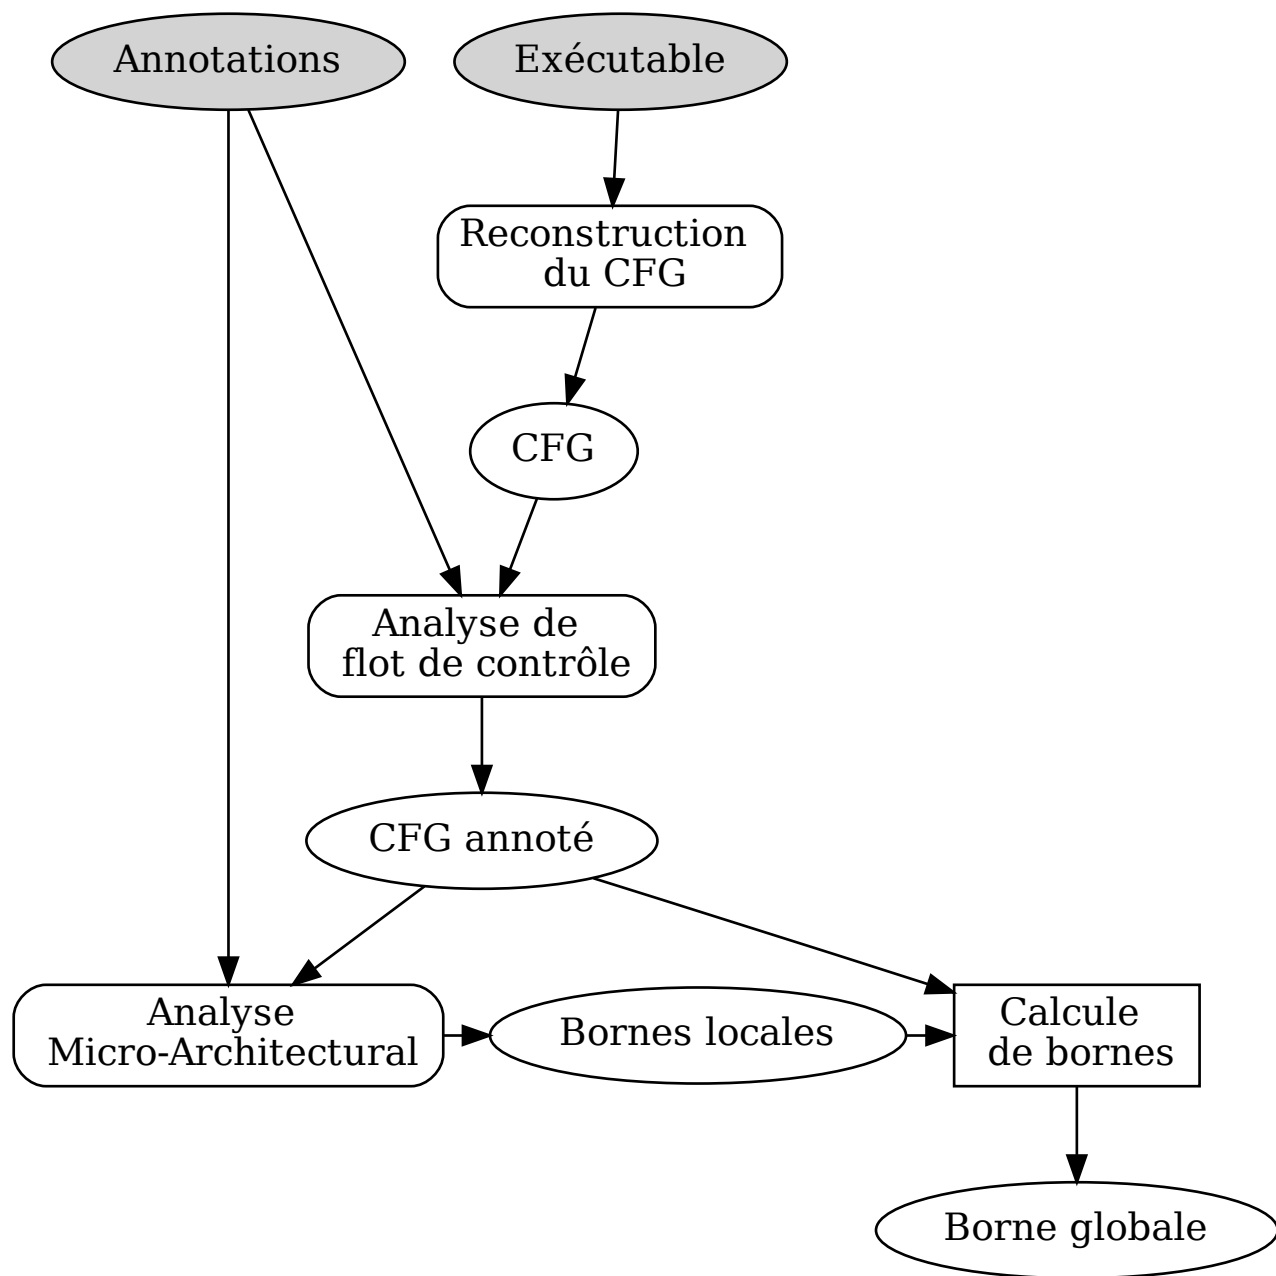 Annotations
Exécutable
Reconstruction
du CFG
CFG
Analyse de
flot de contrôle
CFG annoté
Analyse
Micro-Architectural
Bornes locales
Calcule
de bornes
Borne globale